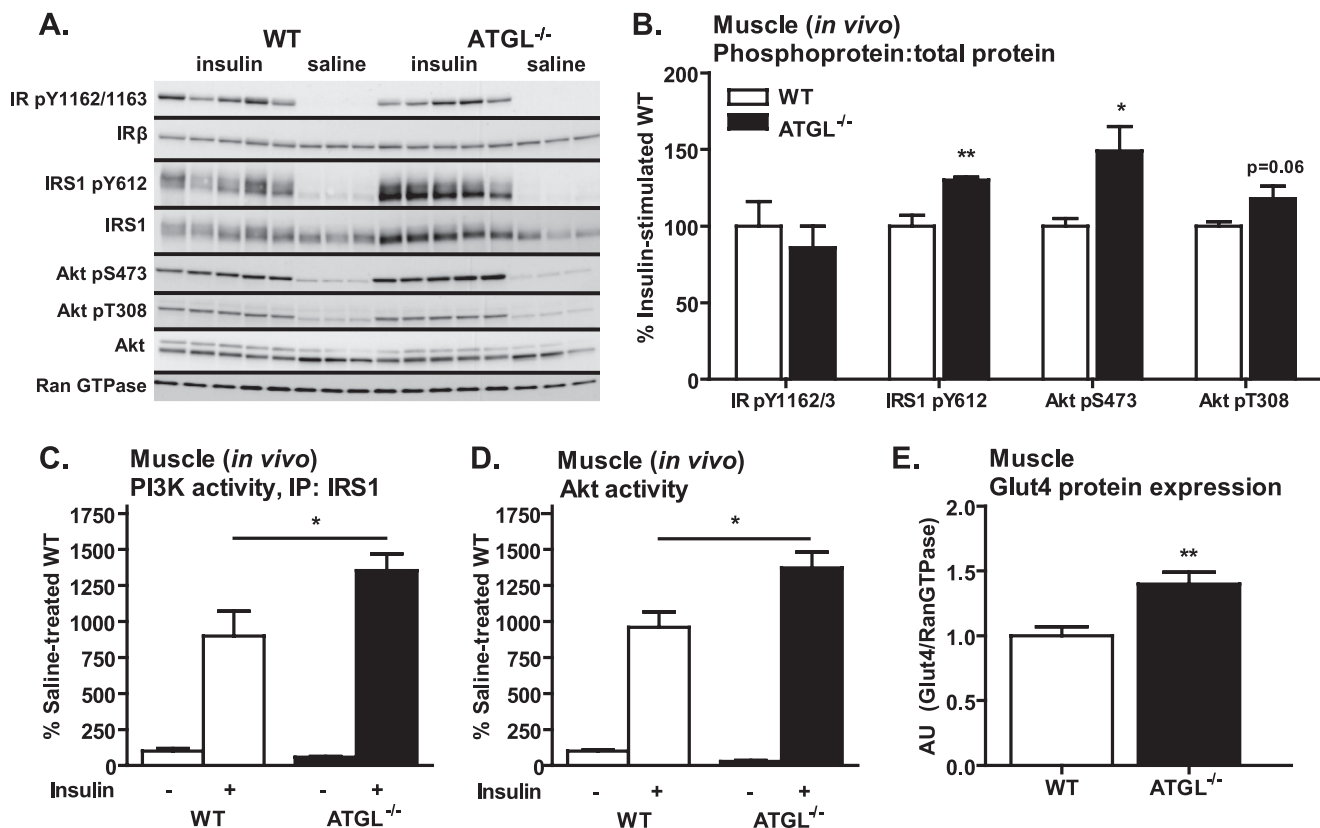 A.
WT ATGL-/-
insulin saline insulin saline
IR pY1162/1163
IRβ
IRS1 pY612
IRS1
Akt pS473
Akt pT308
Akt
Ran GTPase
B. Muscle (in vivo)
Phosphoprotein:total protein
% Insulin-stimulated WT
200
150
100
50
0
WT
ATGL-/-
**
*
p=0.06
IR pY1162/3 IRS1 pY612 Akt pS473 Akt pT308
C. Muscle (in vivo)
PI3K activity, IP: IRS1
% Saline-treated WT
1750
1500
1250
1000
750
500
250
0
*
Insulin - + - +
WT ATGL-/-
D. Muscle (in vivo)
Akt activity
% Saline-treated WT
1750
1500
1250
1000
750
500
250
0
*
Insulin - + - +
WT ATGL-/-
E. Muscle
Glut4 protein expression
AU (Glut4/RanGTPase)
2.0
1.5
1.0
0.5
0.0
**
WT ATGL-/-